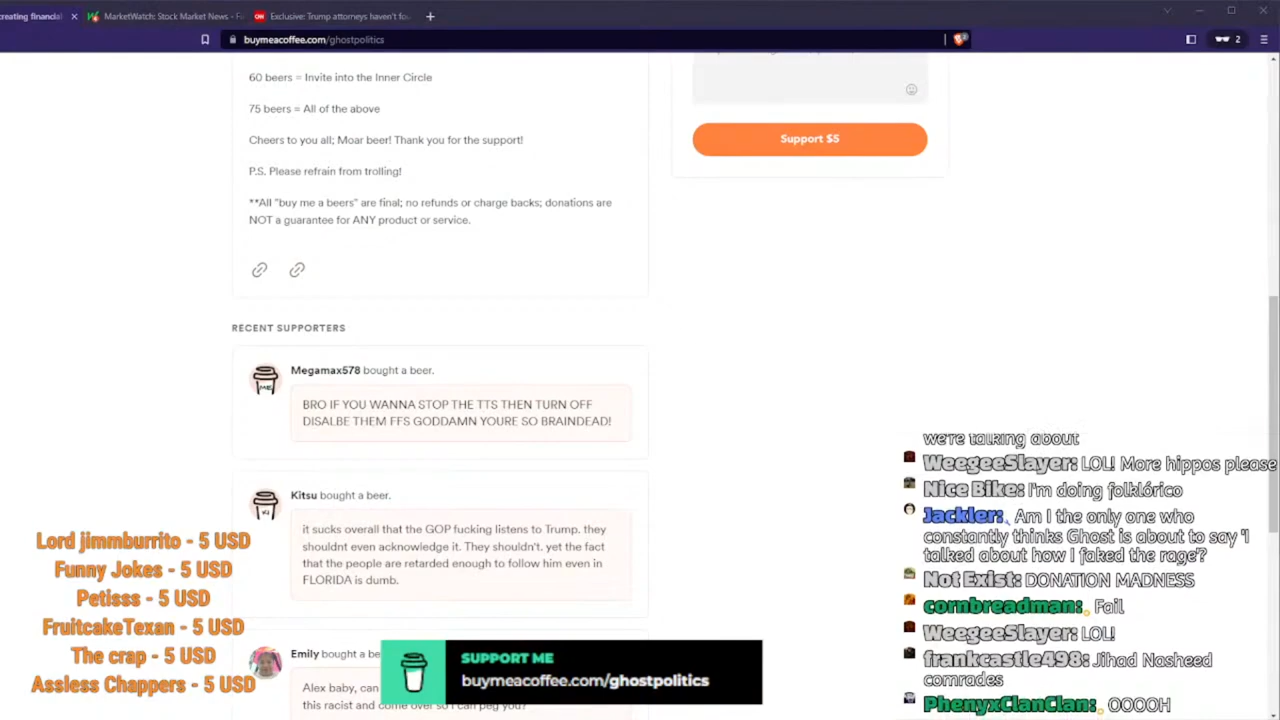 creating financial
MarketWatch: Stock Market News - Fi
Exclusive: Trump attorneys haven't fo
buymeacoffee.com/ghostpolitics
2
60 beers = Invite into the Inner Circle
75 beers = All of the above
Cheers to you all; Moar beer! Thank you for the support!
P.S. Please refrain from trolling!
**All "buy me a beers" are final; no refunds or charge backs; donations are
NOT a guarantee for ANY product or service.
Support $5
RECENT SUPPORTERS
Megamax578 bought a beer.
BRO IF YOU WANNA STOP THE TTS THEN TURN OFF
DISALBE THEM FFS GODDAMN YOURE SO BRAINDEAD!
Kitsu bought a beer.
it sucks overall that the GOP fucking listens to Trump. they
shouldnt even acknowledge it. They shouldn't. yet the fact
that the people are retarded enough to follow him even in
FLORIDA is dumb.
Emily bought a bee
Alex baby, can
this racist and come over so I can peg you?
Lord jimmburrito - 5 USD
Funny Jokes - 5 USD
Petisss - 5 USD
FruitcakeTexan - 5 USD
The crap - 5 USD
Assless Chappers - 5 USD
SUPPORT ME
buymeacoffee.com/ghostpolitics
we're talking about
WeegeeSlayer: LOL! More hippos please
Nice Bike: I'm doing folklórico
Jackler: Am I the only one who
constantly thinks Ghost is about to say 'I
talked about how I faked the rage'?
Not Exist: DONATION MADNESS
cornbreadman: Fail
WeegeeSlayer: LOL!
frankcastle498: Jihad Nasheed
comrades
PhenyxClanClan: OOOOH